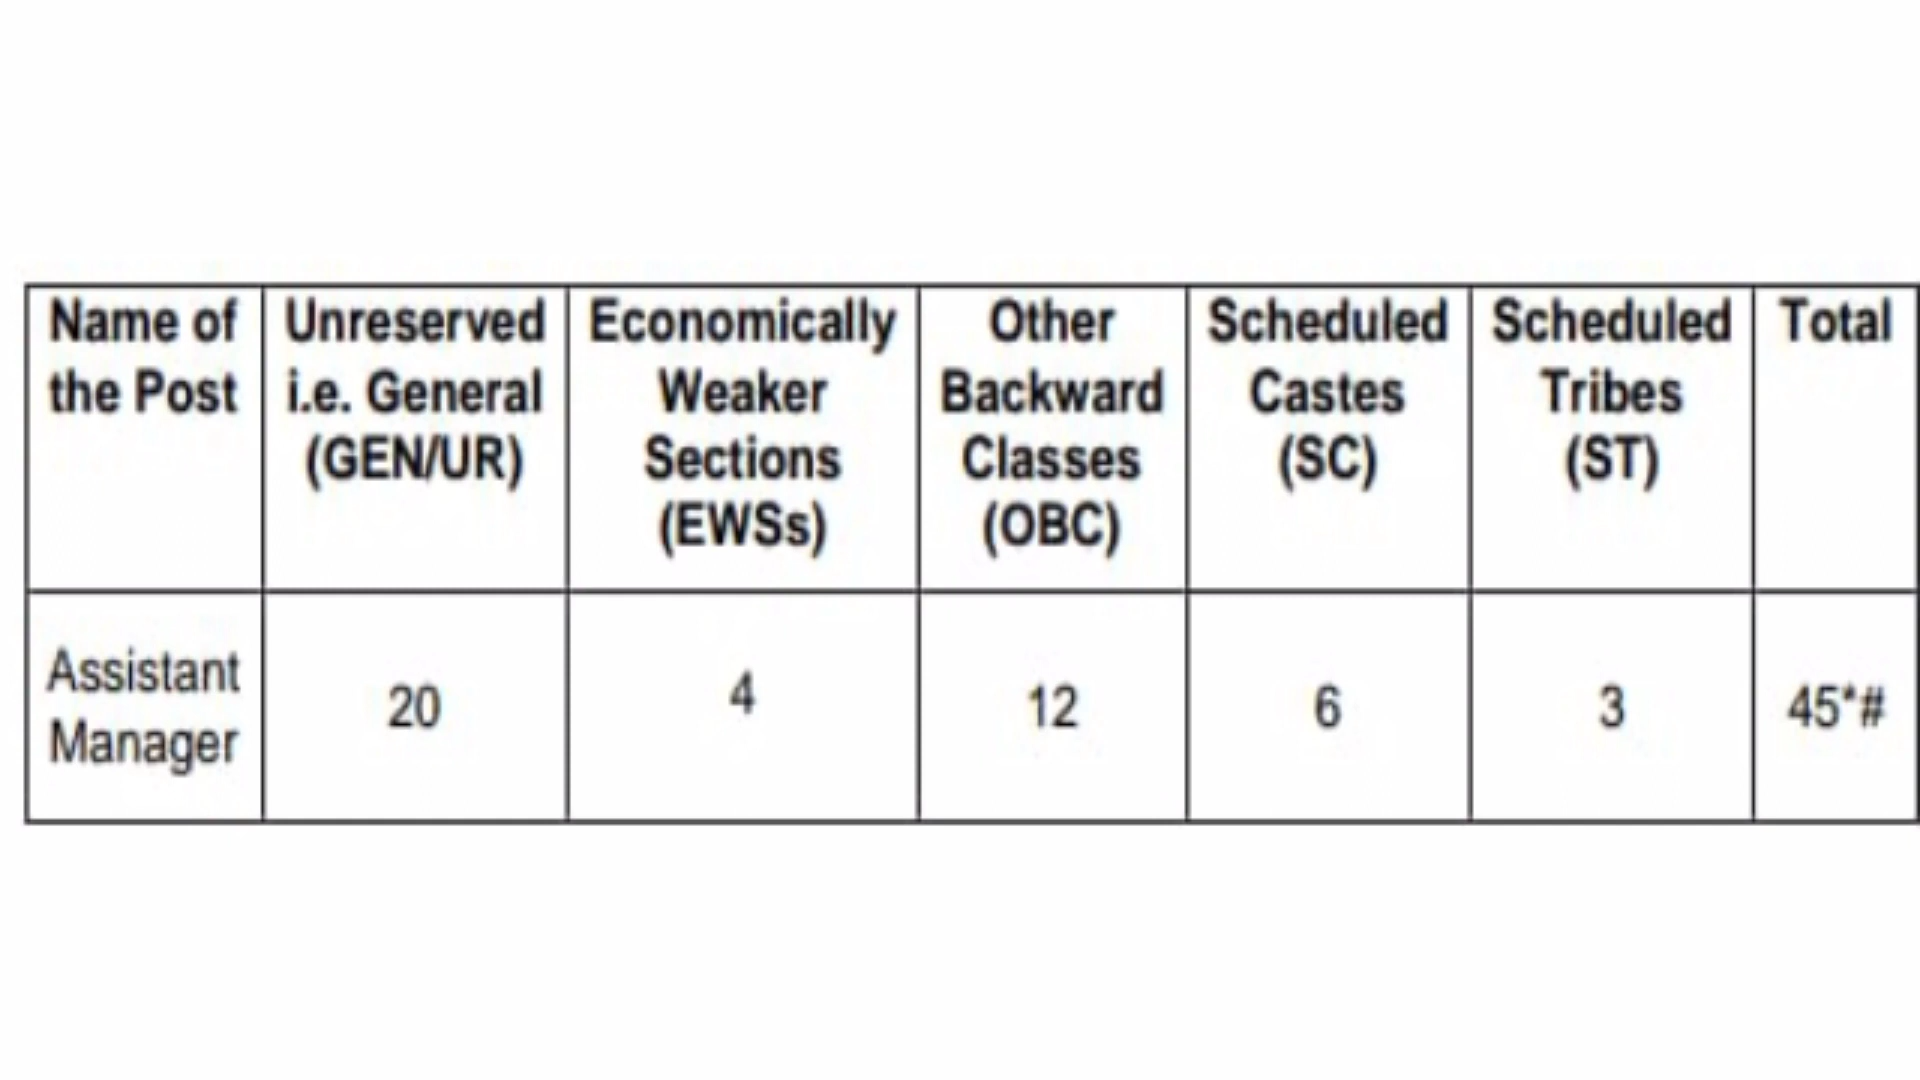 Name of the Post
Unreserved i.e. General (GEN/UR)
Economically Weaker Sections (EWSs)
Other Backward Classes (OBC)
Scheduled Castes (SC)
Scheduled Tribes (ST)
Total
Assistant Manager
20
4
12
6
3
45*#